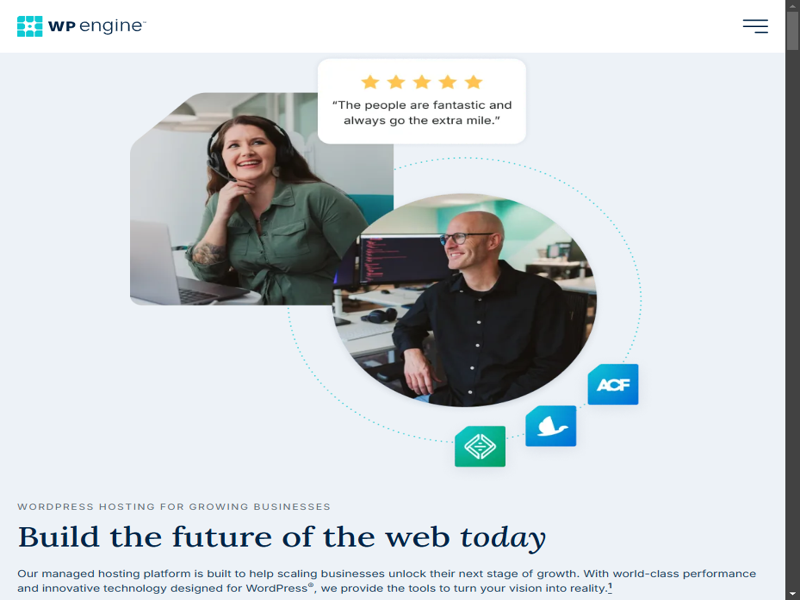 WP engine™
“The people are fantastic and
always go the extra mile.”
ACF
WORDPRESS HOSTING FOR GROWING BUSINESSES
Build the future of the web today
Our managed hosting platform is built to help scaling businesses unlock their next stage of growth. With world-class performance
and innovative technology designed for WordPress®, we provide the tools to turn your vision into reality.¹